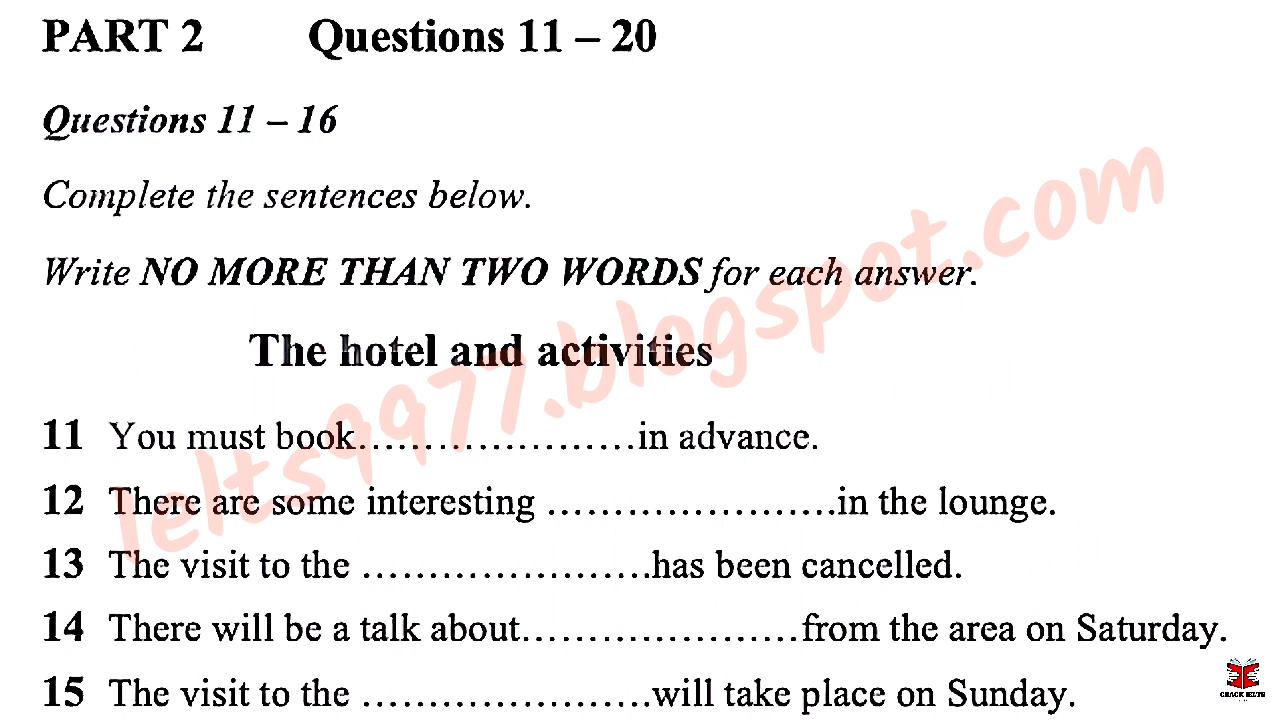 PART 2 Questions 11 – 20
Questions 11 – 16
Complete the sentences below.
Write NO MORE THAN TWO WORDS for each answer.
The hotel and activities
11 You must book.....................in advance.
12 There are some interesting ......................in the lounge.
13 The visit to the ......................has been cancelled.
14 There will be a talk about.....................from the area on Saturday.
15 The visit to the ......................will take place on Sunday.
Ielts9977.blogspot.com
CRACK IELTS